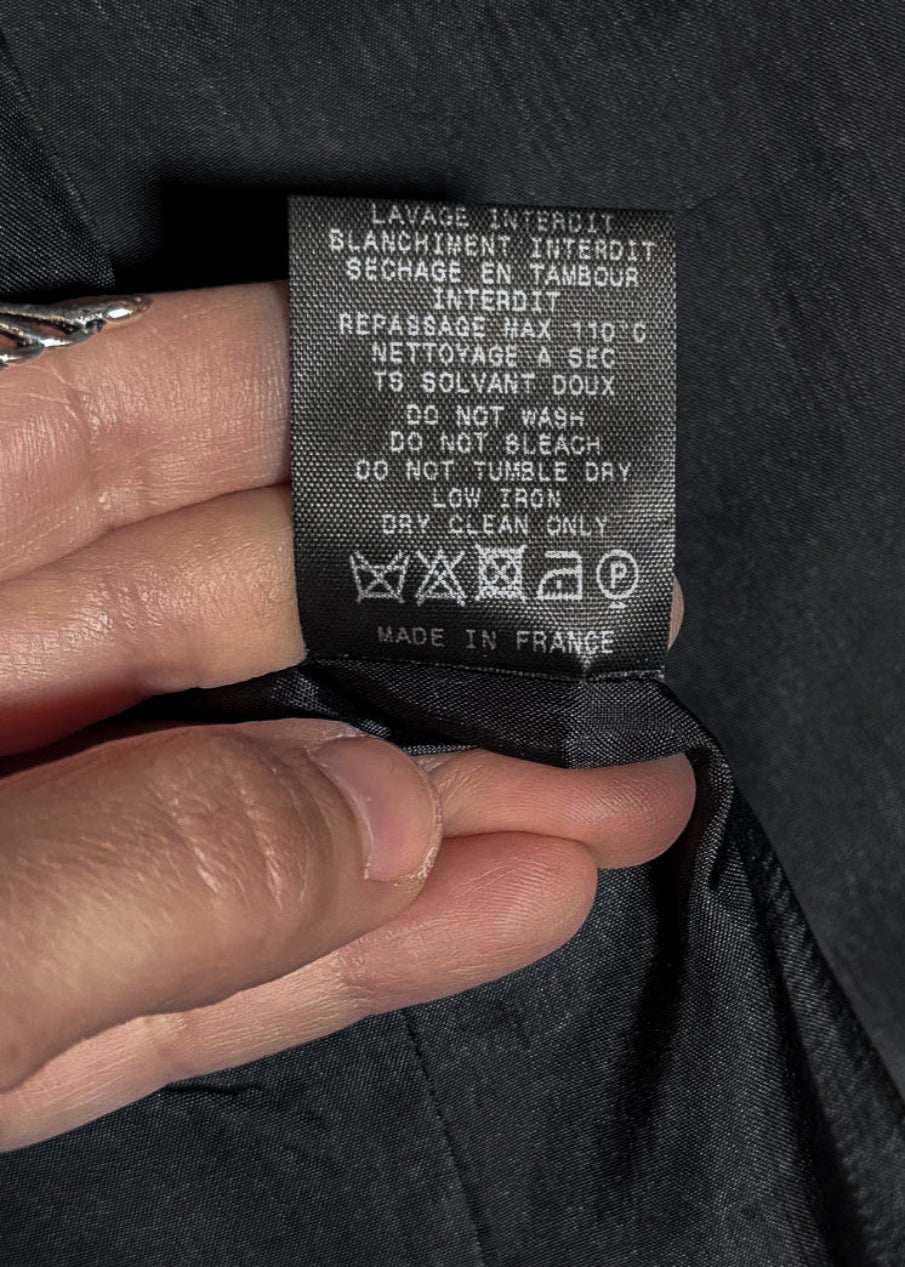 LAVAGE INTERDIT
BLANCHIMENT INTERDIT
SECHAGE EN TAMBOUR
INTERDIT
REPASSAGE MAX 110°C
NETTOYAGE A SEC
TS SOLVANT DOUX
DO NOT WASH
DO NOT BLEACH
DO NOT TUMBLE DRY
LOW IRON
DRY CLEAN ONLY
P
MADE IN FRANCE